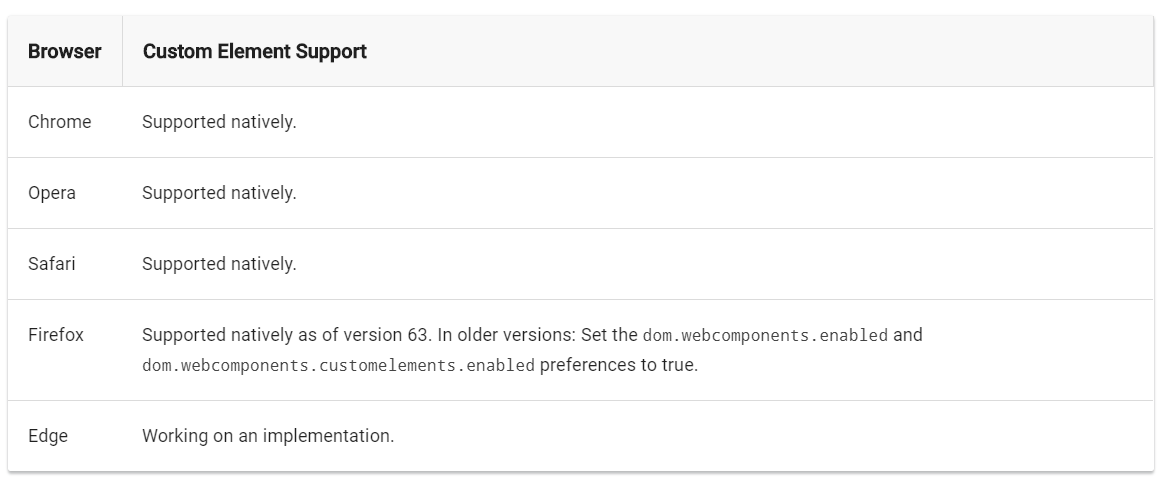 Browser Custom Element Support
Chrome Supported natively.
Opera Supported natively.
Safari Supported natively.
Firefox Supported natively as of version 63. In older versions: Set the dom.webcomponents.enabled and
dom.webcomponents.customelements.enabled preferences to true.
Edge Working on an implementation.